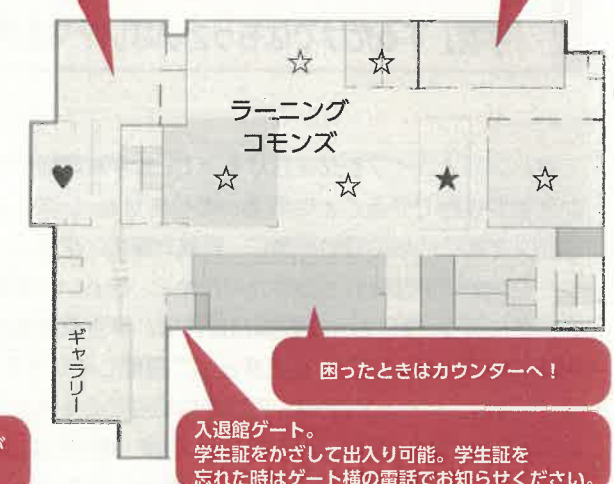 ラーニング
コモンズ
ギャラリー
困ったときはカウンターへ！
が
入退館ゲート。
学生証をかざして出入り可能。学生証を
忘れた時はゲート横の電話でお知らせください。